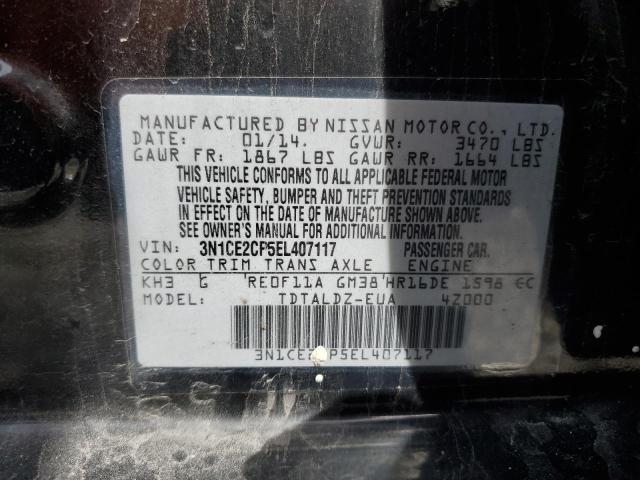 MANUFACTURED BY NISSAN MOTOR CO., LTD.
DATE: 01/14. GVWR: 3470 LBS
GAWR FR: 1867 LBS GAWR RR: 1664 LBS
THIS VEHICLE CONFORMS TO ALL APPLICABLE FEDERAL MOTOR
VEHICLE SAFETY, BUMPER AND THEFT PREVENTION STANDARDS
IN EFFECT ON THE DATE OF MANUFACTURE SHOWN ABOVE.
SEE OWNER'S MANUAL FOR ADDITIONAL INFORMATION.
VIN: 3N1CE2CP5EL407117 PASSENGER CAR.
COLOR TRIM TRANS AXLE ENGINE
KH3 G RE0F11A GM38 HR16DE 1598 CC
MODEL: TDTALDZ-EUA 4Z000